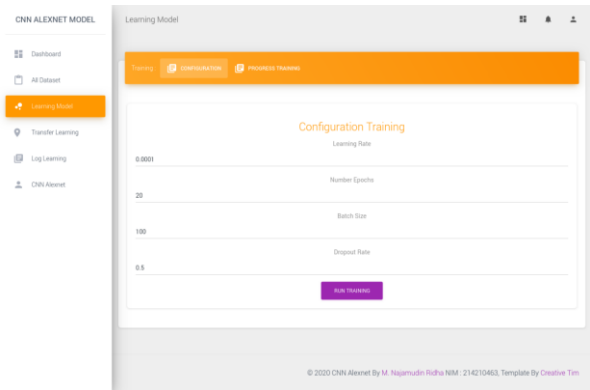 CNN ALEXNET MODEL
Dashboard
All Dataset
Learning Model
Transfer Learning
Log Learning
CNN Alexnet
Learning Model
Training CONFIGURATION PROGRESS TRAINING
Configuration Training
Learning Rate
0.0001
Number Epochs
20
Batch Size
100
Dropout Rate
0.5
RUN TRAINING
© 2020 CNN Alexnet By M. Najamudin Ridha NIM : 214210463, Template By Creative Tim